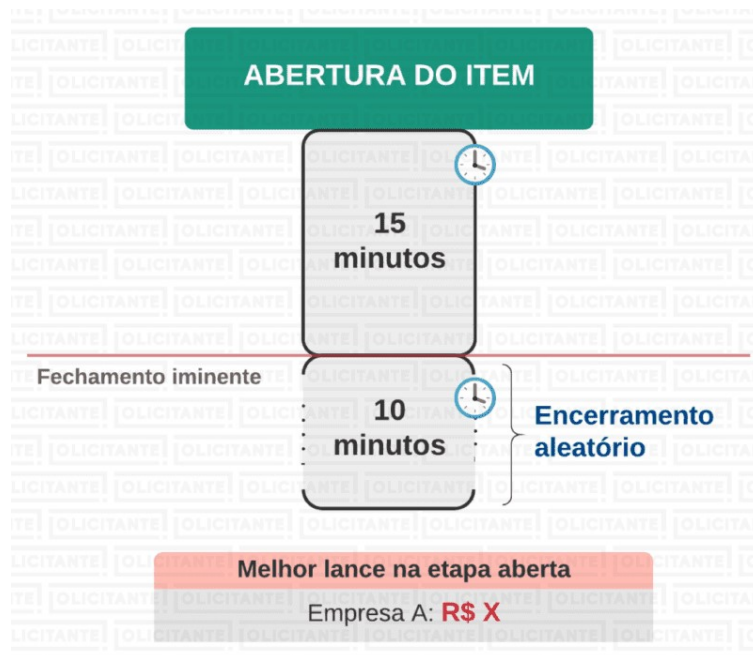 ABERTURA DO ITEM
15
minutos
Fechamento iminente
10
minutos
Encerramento
aleatório
Melhor lance na etapa aberta
Empresa A: R$ X